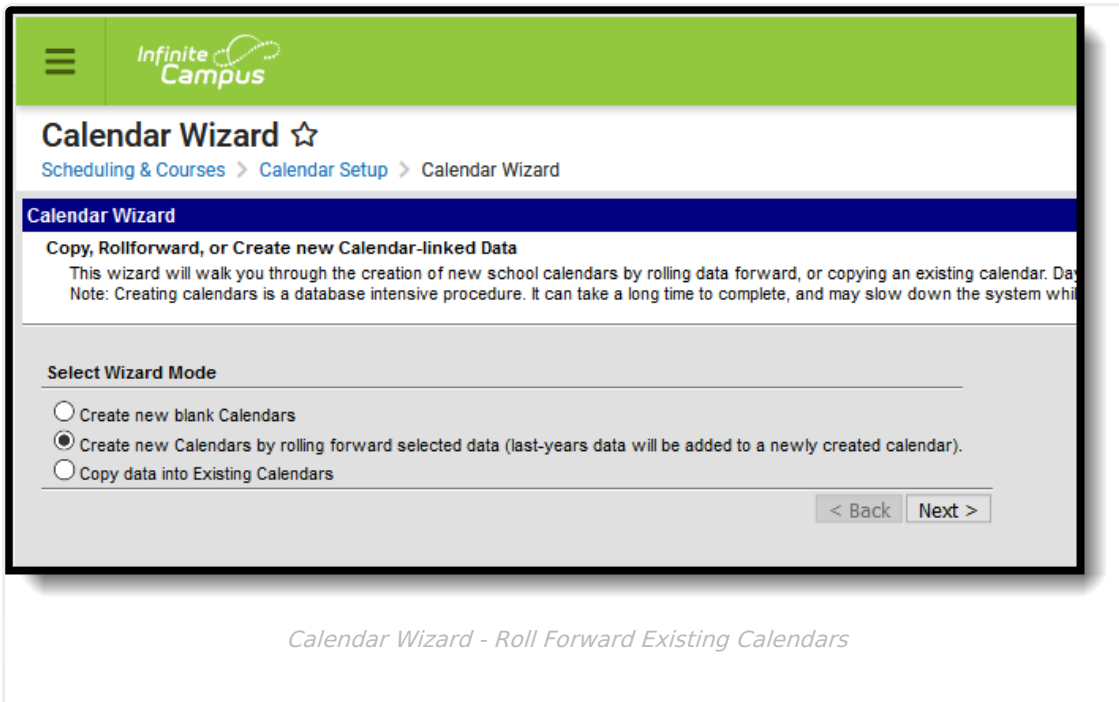 Infinite
Campus
Calendar Wizard
Scheduling & Courses > Calendar Setup > Calendar Wizard
Calendar Wizard
Copy, Rollforward, or Create new Calendar-linked Data
This wizard will walk you through the creation of new school calendars by rolling data forward, or copying an existing calendar. Day
Note: Creating calendars is a database intensive procedure. It can take a long time to complete, and may slow down the system whil
Select Wizard Mode
Create new blank Calendars
Create new Calendars by rolling forward selected data (last-years data will be added to a newly created calendar).
Copy data into Existing Calendars
< Back Next >
Calendar Wizard - Roll Forward Existing Calendars